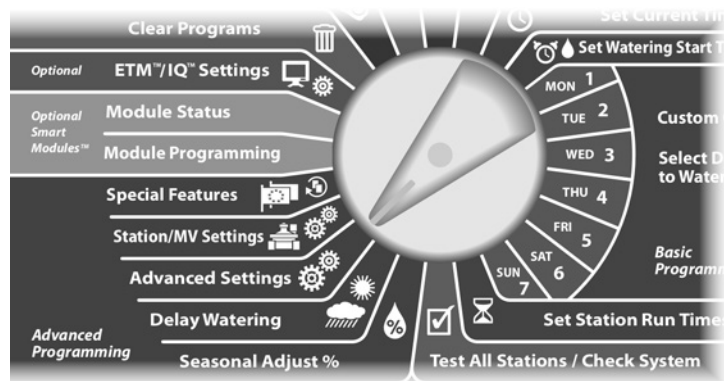 Clear Programs
Optional
ETM™/IQ™ Settings
Optional
Smart
Modules™
Module Status
Module Programming
Special Features
Station/MV Settings
Advanced Settings
Delay Watering
Advanced
Programming
Seasonal Adjust %
%
Set Watering Start T
MON 1
TUE 2
WED 3
THU 4
FRI 5
SAT 6
SUN 7
Custom
Select D
to Water
Basic
Programm
Set Station Run Time
Test All Stations / Check System